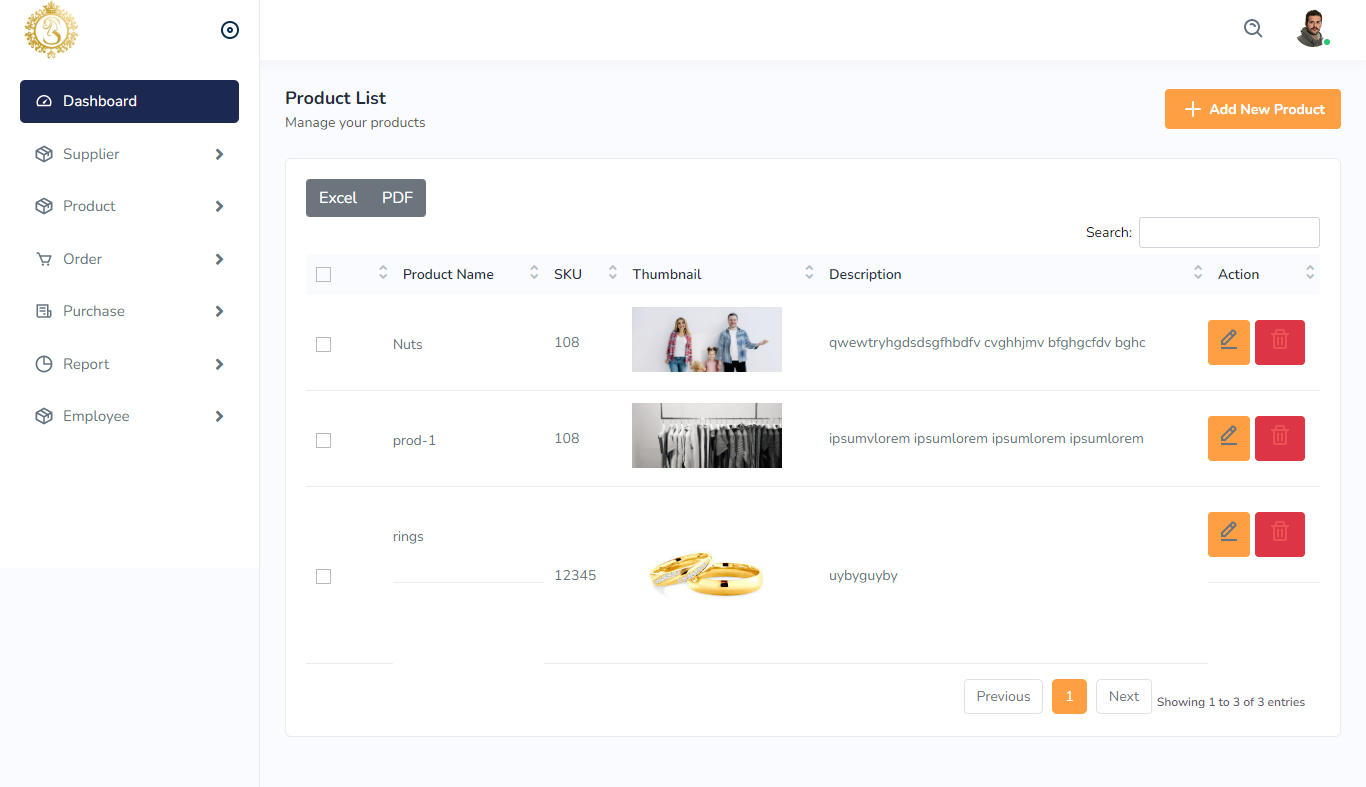 Dashboard
Supplier
Product
Order
Purchase
Report
Employee
Product List
Manage your products
Add New Product
Excel PDF
Search:
Product Name SKU Thumbnail Description Action
Nuts 108 qwewtryhgdsdsgfhbdfv cvghhjmv bfghgcfdv bghc
prod-1 108 ipsumvlorem ipsumlorem ipsumlorem ipsumlorem
rings 12345 uybyguyby
Previous 1 Next Showing 1 to 3 of 3 entries